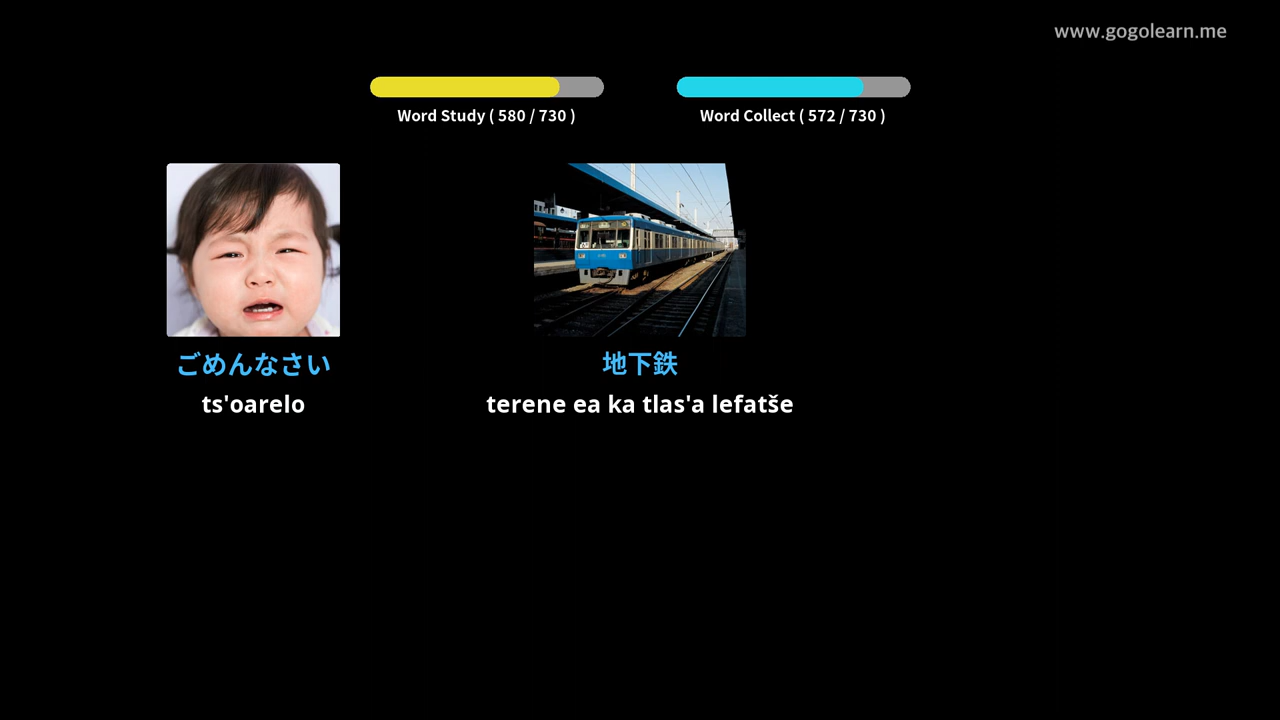 www.gogolearn.me
Word Study ( 580 / 730 )
Word Collect ( 572 / 730 )
ごめんなさい
ts'oarelo
地下鉄
terene ea ka tlas'a lefatše